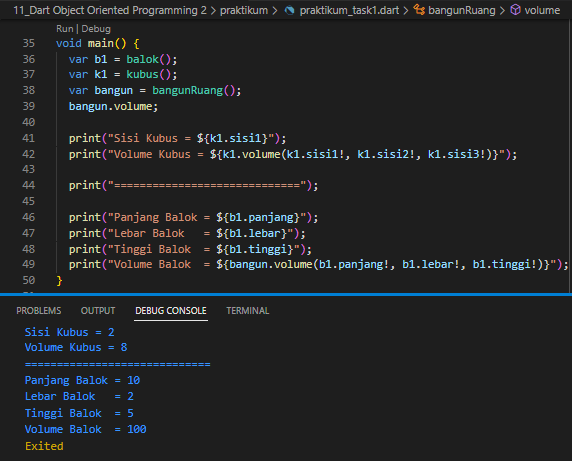 11_Dart Object Oriented Programming 2 > praktikum > praktikum_task1.dart > bangunRuang > volume
Run | Debug
35 void main() {
36   var b1 = balok();
37   var k1 = kubus();
38   var bangun = bangunRuang();
39   bangun.volume;
40
41   print("Sisi Kubus = ${k1.sisi1}");
42   print("Volume Kubus = ${k1.volume(k1.sisi1!, k1.sisi2!, k1.sisi3!)}");
43
44   print("=============================");
45
46   print("Panjang Balok = ${b1.panjang}");
47   print("Lebar Balok   = ${b1.lebar}");
48   print("Tinggi Balok  = ${b1.tinggi}");
49   print("Volume Balok  = ${bangun.volume(b1.panjang!, b1.lebar!, b1.tinggi!)}");
50 }
PROBLEMS OUTPUT DEBUG CONSOLE TERMINAL
Sisi Kubus = 2
Volume Kubus = 8
=============================
Panjang Balok = 10
Lebar Balok   = 2
Tinggi Balok  = 5
Volume Balok  = 100
Exited